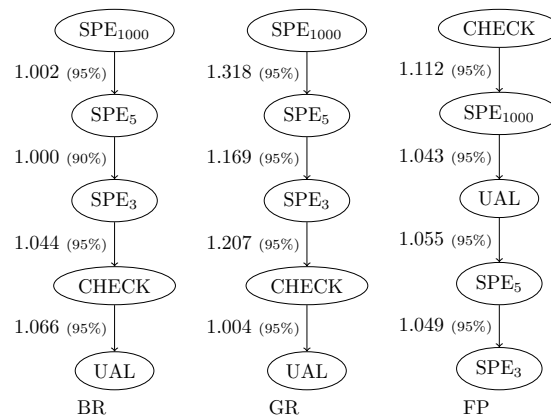 SPE1000
1.002 (95%)
SPE5
1.000 (90%)
SPE3
1.044 (95%)
CHECK
1.066 (95%)
UAL
BR
SPE1000
1.318 (95%)
SPE5
1.169 (95%)
SPE3
1.207 (95%)
CHECK
1.004 (95%)
UAL
GR
CHECK
1.112 (95%)
SPE1000
1.043 (95%)
UAL
1.055 (95%)
SPE5
1.049 (95%)
SPE3
FP